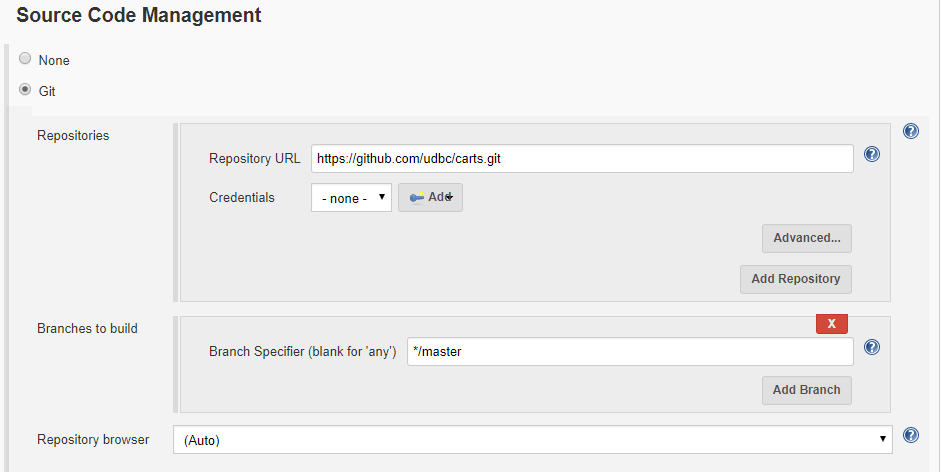 Source Code Management
None
Git
Repositories
Repository URL https://github.com/udbc/carts.git
Credentials - none - Add
Advanced...
Add Repository
Branches to build
X
Branch Specifier (blank for 'any') */master
Add Branch
Repository browser (Auto)